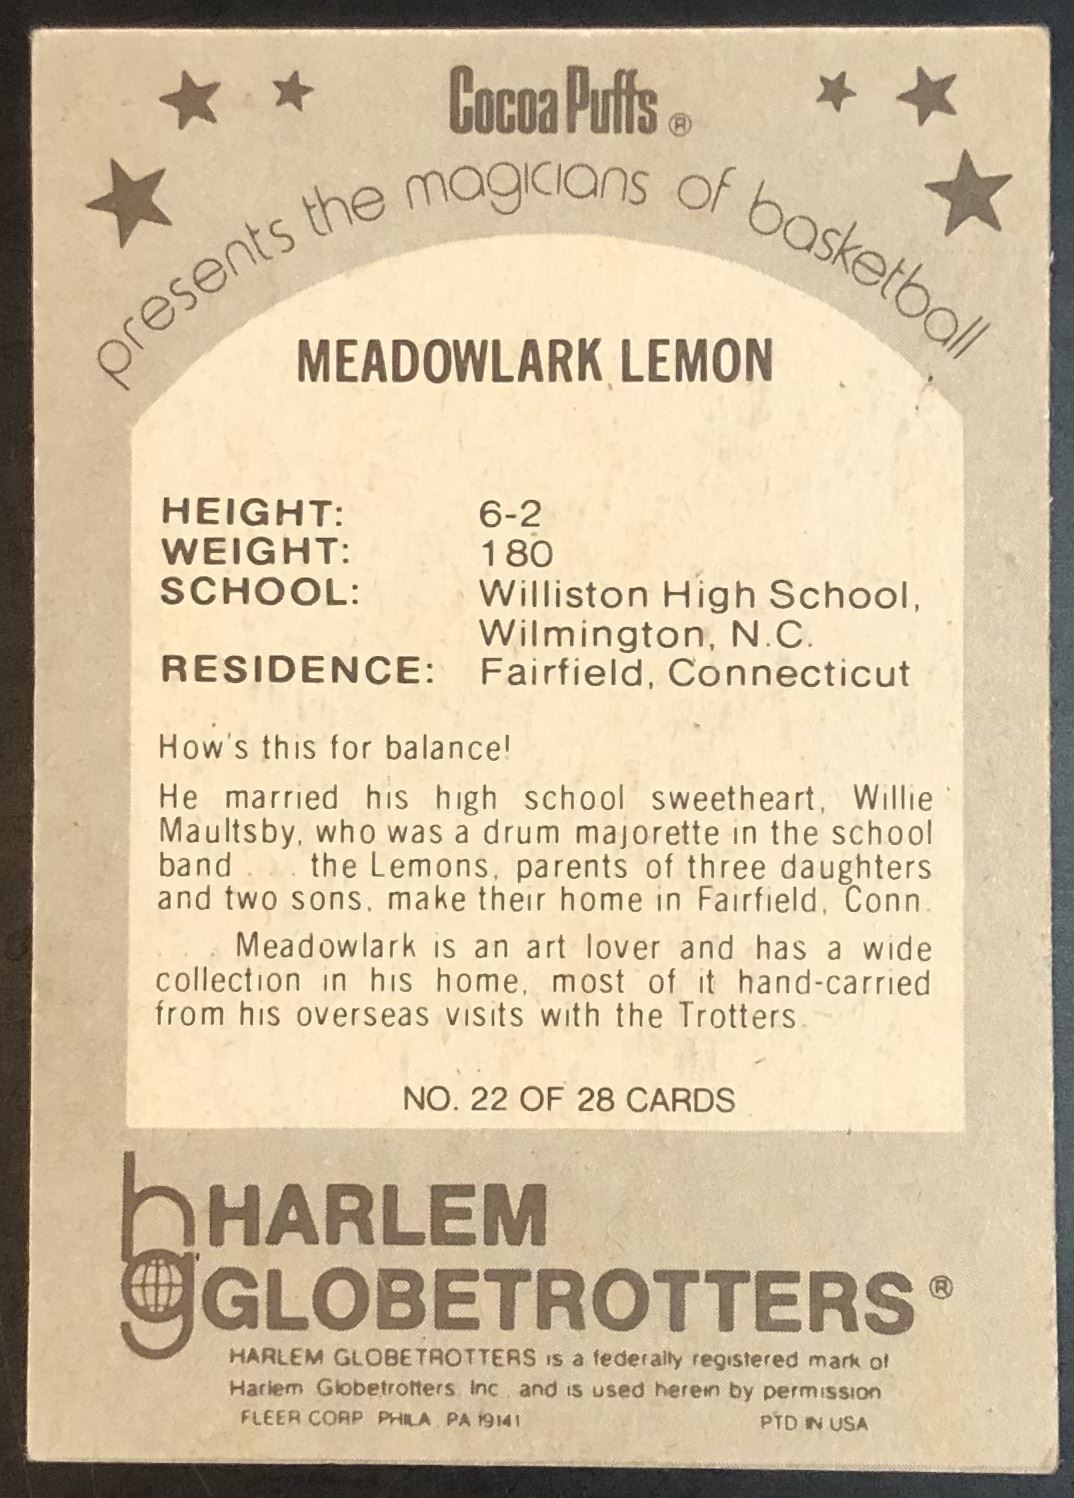 Cocoa Puffs®
presents the magicians of basketball
MEADOWLARK LEMON
HEIGHT: 6-2
WEIGHT: 180
SCHOOL: Williston High School,
Wilmington, N.C.
RESIDENCE: Fairfield, Connecticut
How's this for balance!
He married his high school sweetheart, Willie
Maultsby, who was a drum majorette in the school
band ... the Lemons, parents of three daughters
and two sons, make their home in Fairfield, Conn.
.... Meadowlark is an art lover and has a wide
collection in his home, most of it hand-carried
from his overseas visits with the Trotters.
NO. 22 OF 28 CARDS
hg HARLEM
GLOBETROTTERS®
HARLEM GLOBETROTTERS is a federally registered mark of
Harlem Globetrotters, Inc., and is used herein by permission
FLEER CORP. PHILA., PA 19141 PTD IN USA